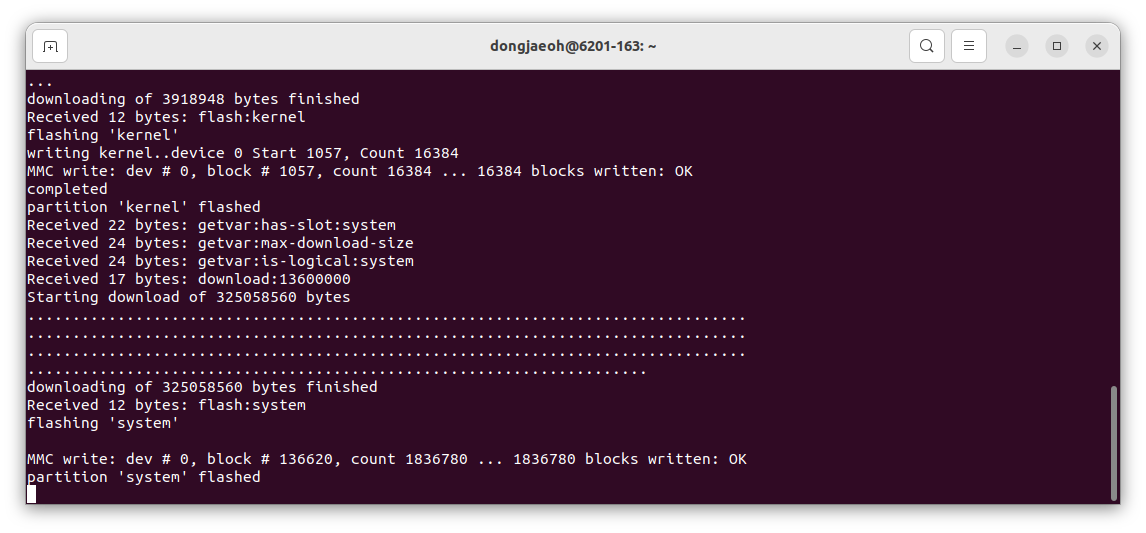 dongjaeoh@6201-163: ~
...
downloading of 3918948 bytes finished
Received 12 bytes: flash:kernel
flashing 'kernel'
writing kernel..device 0 Start 1057, Count 16384
MMC write: dev # 0, block # 1057, count 16384 ... 16384 blocks written: OK
completed
partition 'kernel' flashed
Received 22 bytes: getvar:has-slot:system
Received 24 bytes: getvar:max-download-size
Received 24 bytes: getvar:is-logical:system
Received 17 bytes: download:13600000
Starting download of 325058560 bytes
................................................................................
................................................................................
................................................................................
.....................................................................
downloading of 325058560 bytes finished
Received 12 bytes: flash:system
flashing 'system'
MMC write: dev # 0, block # 136620, count 1836780 ... 1836780 blocks written: OK
partition 'system' flashed